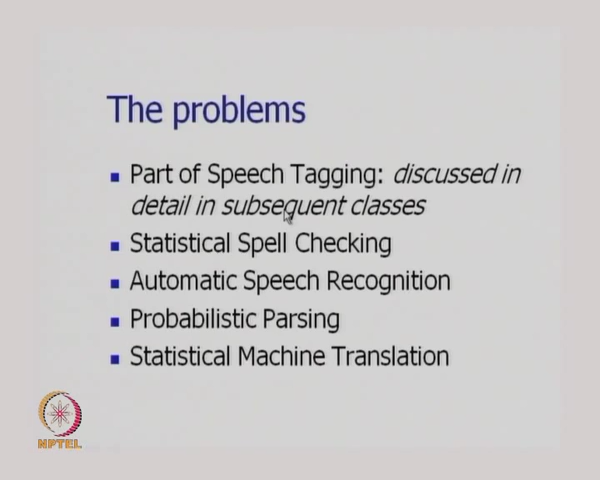 The problems
Part of Speech Tagging: discussed in
detail in subsequent classes
Statistical Spell Checking
Automatic Speech Recognition
Probabilistic Parsing
Statistical Machine Translation
NPTEL